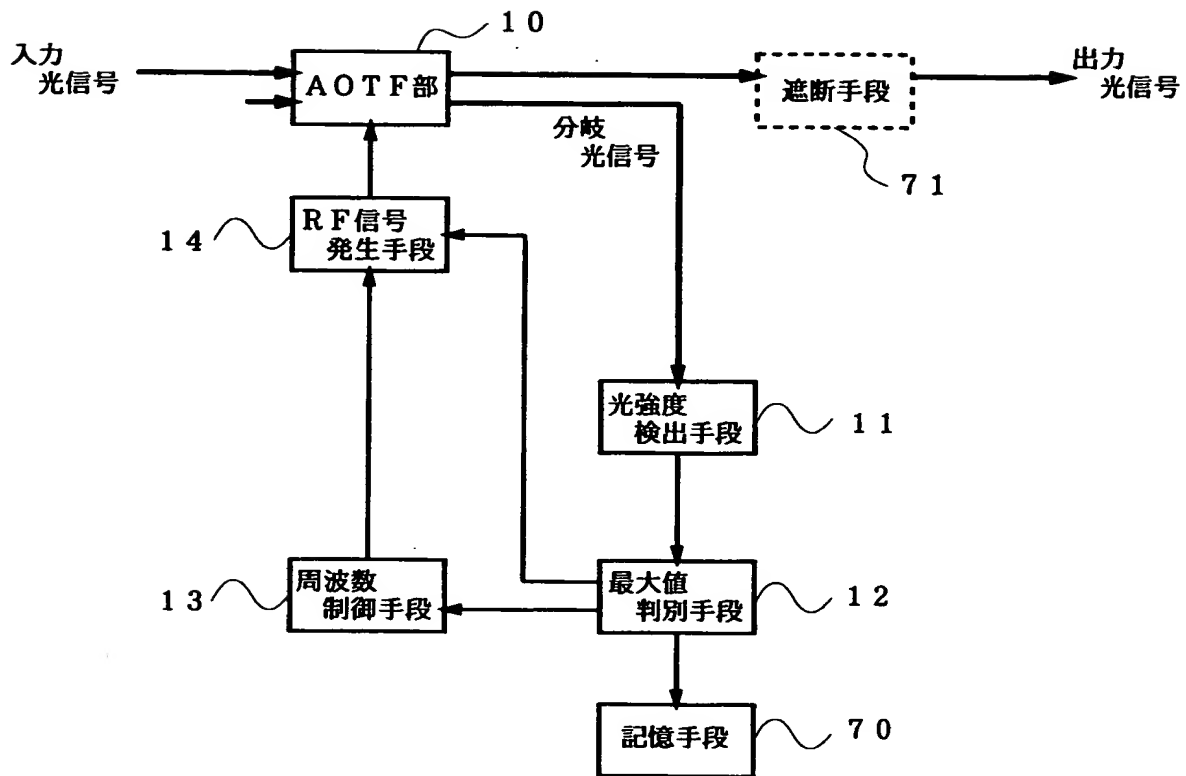 １０
入力
光信号
ＡＯＴＦ部
遮断手段
出力
光信号
分岐
光信号
７１
ＲＦ信号
発生手段
１４
光強度
検出手段
１１
周波数
制御手段
１３
最大値
判別手段
１２
記憶手段
７０